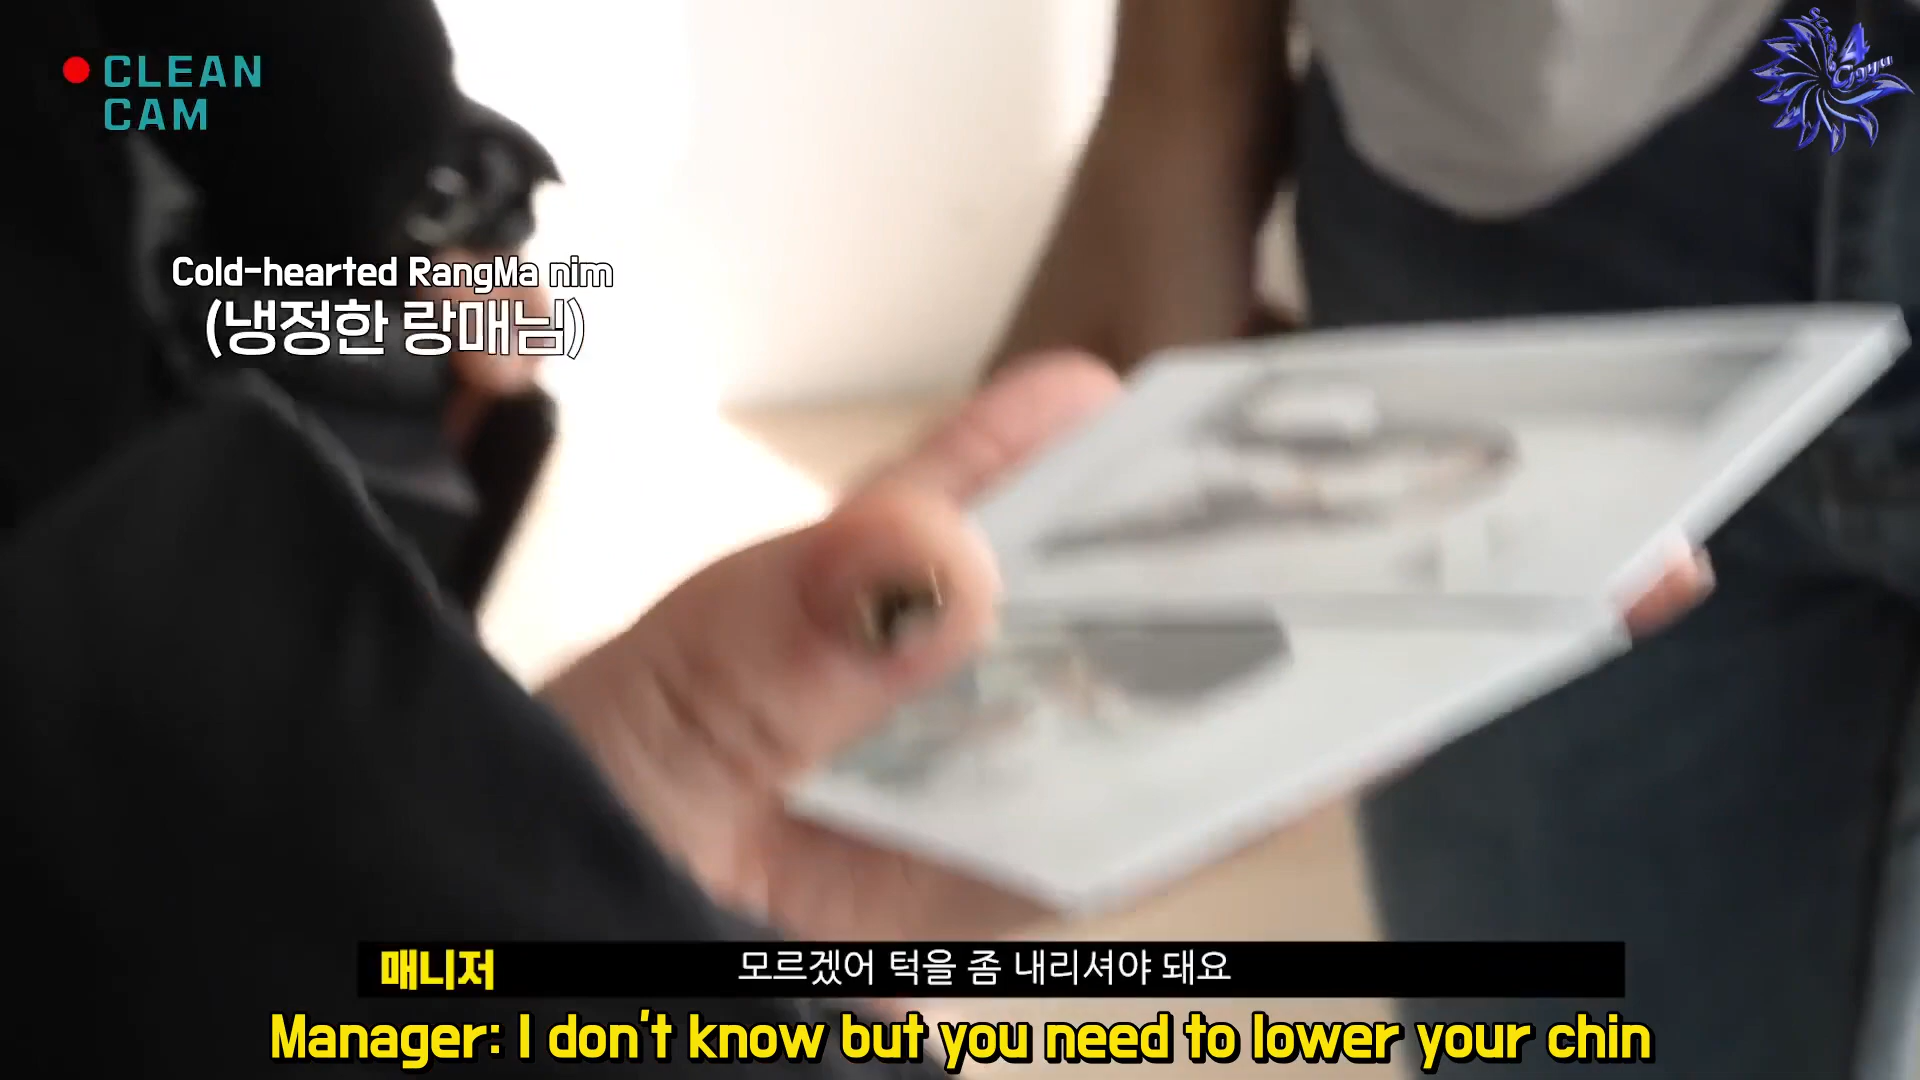 CLEAN
CAM
Cold-hearted RangMa nim
(냉정한 랑매님)
매니저 모르겠어 턱을 좀 내리셔야 돼요
Manager: I don't know but you need to lower your chin